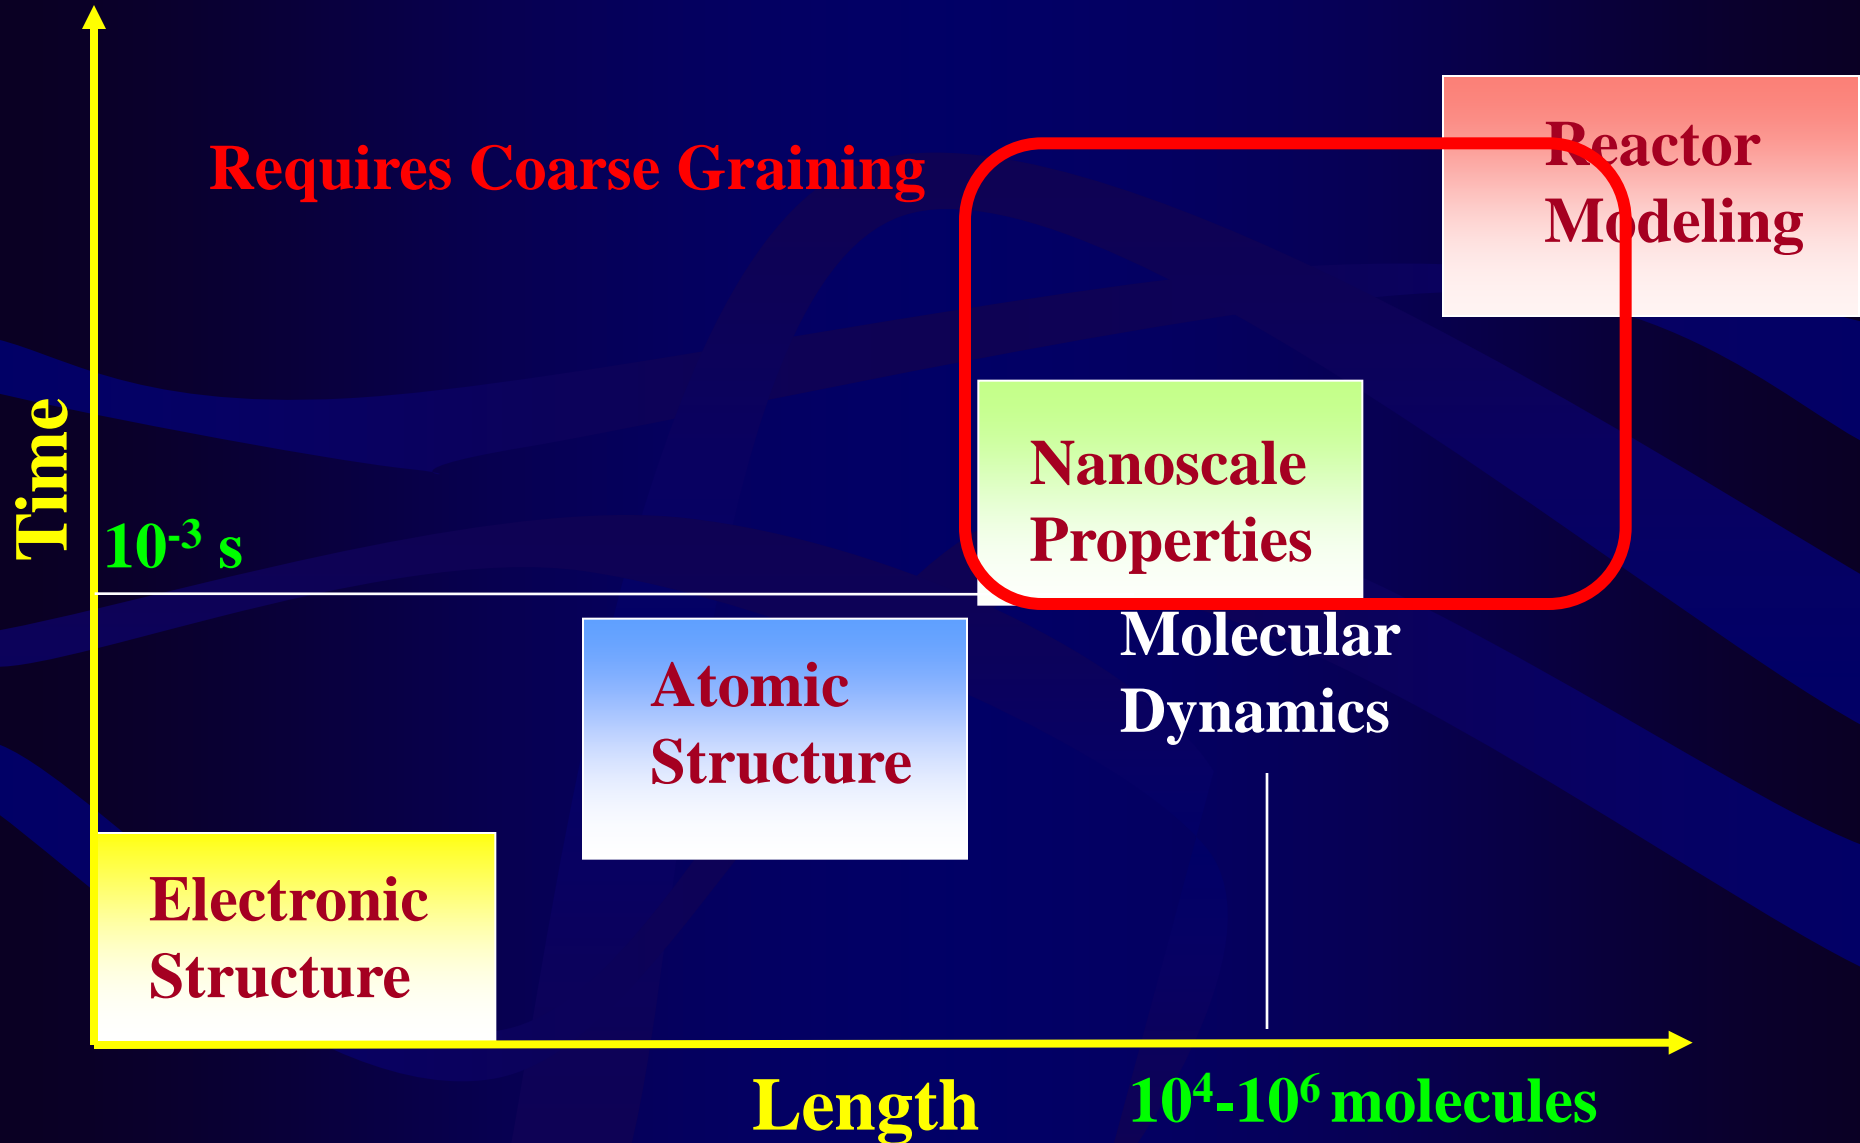 Requires Coarse Graining
Reactor
Modeling
Time
10⁻³ s
Nanoscale
Properties
Molecular
Dynamics
Atomic
Structure
Electronic
Structure
Length
10⁴-10⁶ molecules